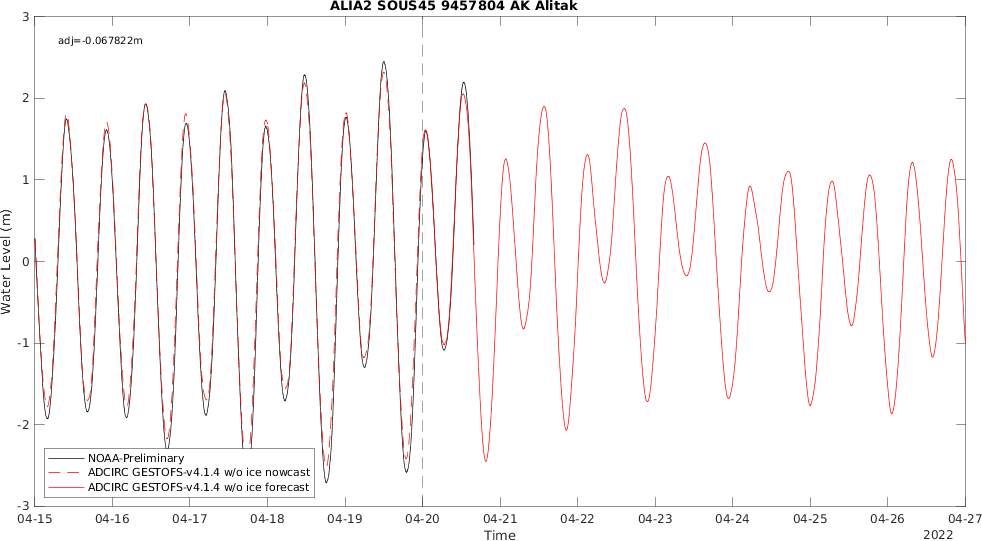 ALIA2 SOUS45 9457804 AK Alitak
adj=-0.067822m
3
2
1
0
-1
-2
-3
Water Level (m)
NOAA-Preliminary
ADCIRC GESTOFS-v4.1.4 w/o ice nowcast
ADCIRC GESTOFS-v4.1.4 w/o ice forecast
04-15 04-16 04-17 04-18 04-19 04-20 04-21 04-22 04-23 04-24 04-25 04-26 04-27
Time
2022